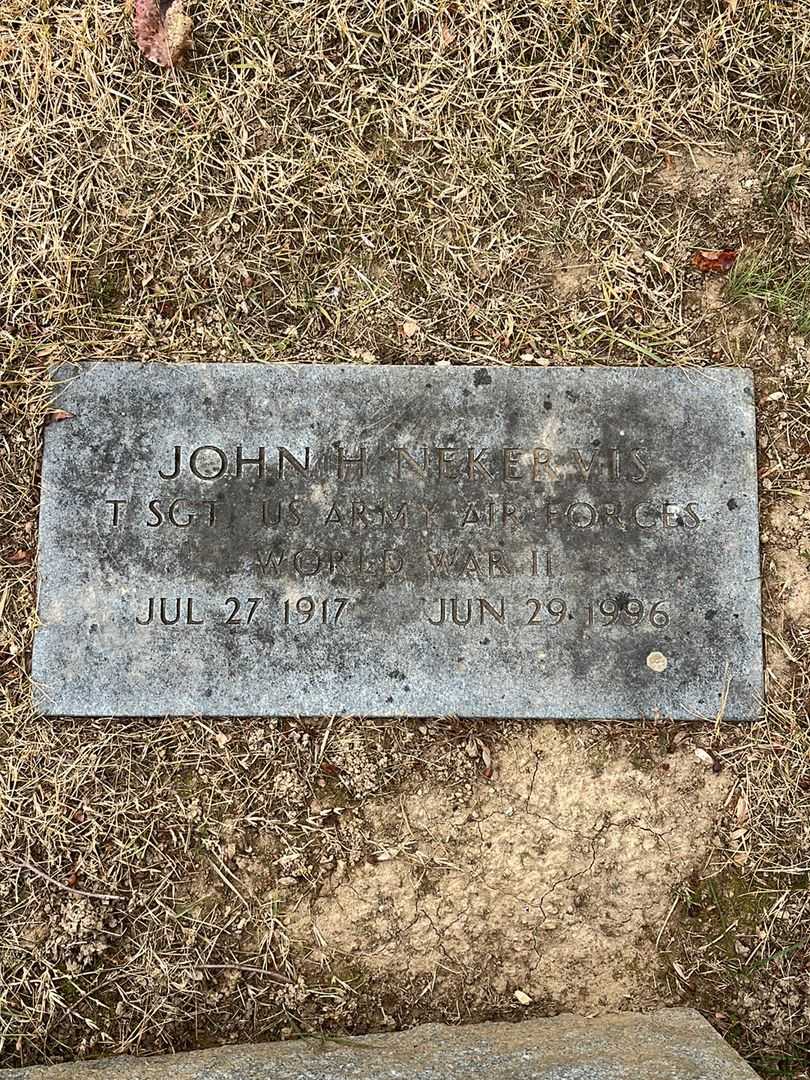 JOHN H NEKERVIS
T SGT US ARMY AIR FORCES
WORLD WAR II
JUL 27 1917 JUN 29 1996